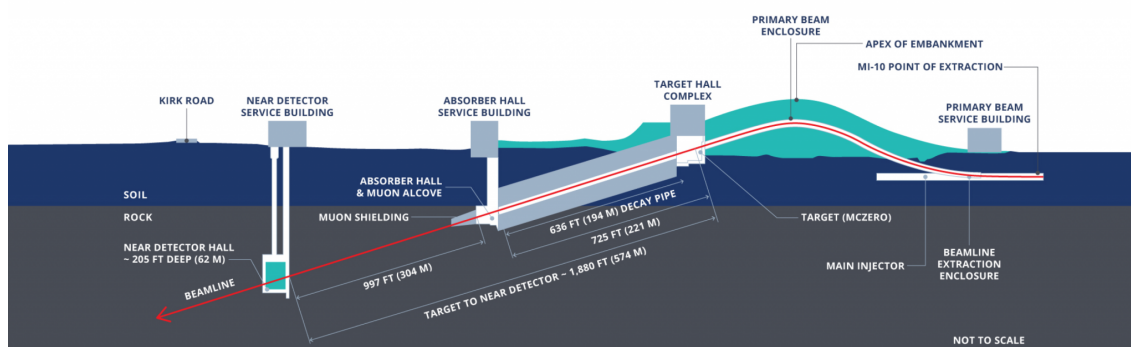 PRIMARY BEAM
ENCLOSURE
APEX OF EMBANKMENT
MI-10 POINT OF EXTRACTION
KIRK ROAD
NEAR DETECTOR
SERVICE BUILDING
ABSORBER HALL
SERVICE BUILDING
TARGET HALL
COMPLEX
PRIMARY BEAM
SERVICE BUILDING
ABSORBER HALL
& MUON ALCOVE
SOIL
ROCK
MUON SHIELDING
636 FT (194 M) DECAY PIPE
725 FT (221 M)
TARGET (MCZERO)
NEAR DETECTOR HALL
~ 205 FT DEEP (62 M)
BEAMLINE
997 FT (304 M)
TARGET TO NEAR DETECTOR ~ 1,880 FT (574 M)
MAIN INJECTOR
BEAMLINE
EXTRACTION
ENCLOSURE
NOT TO SCALE